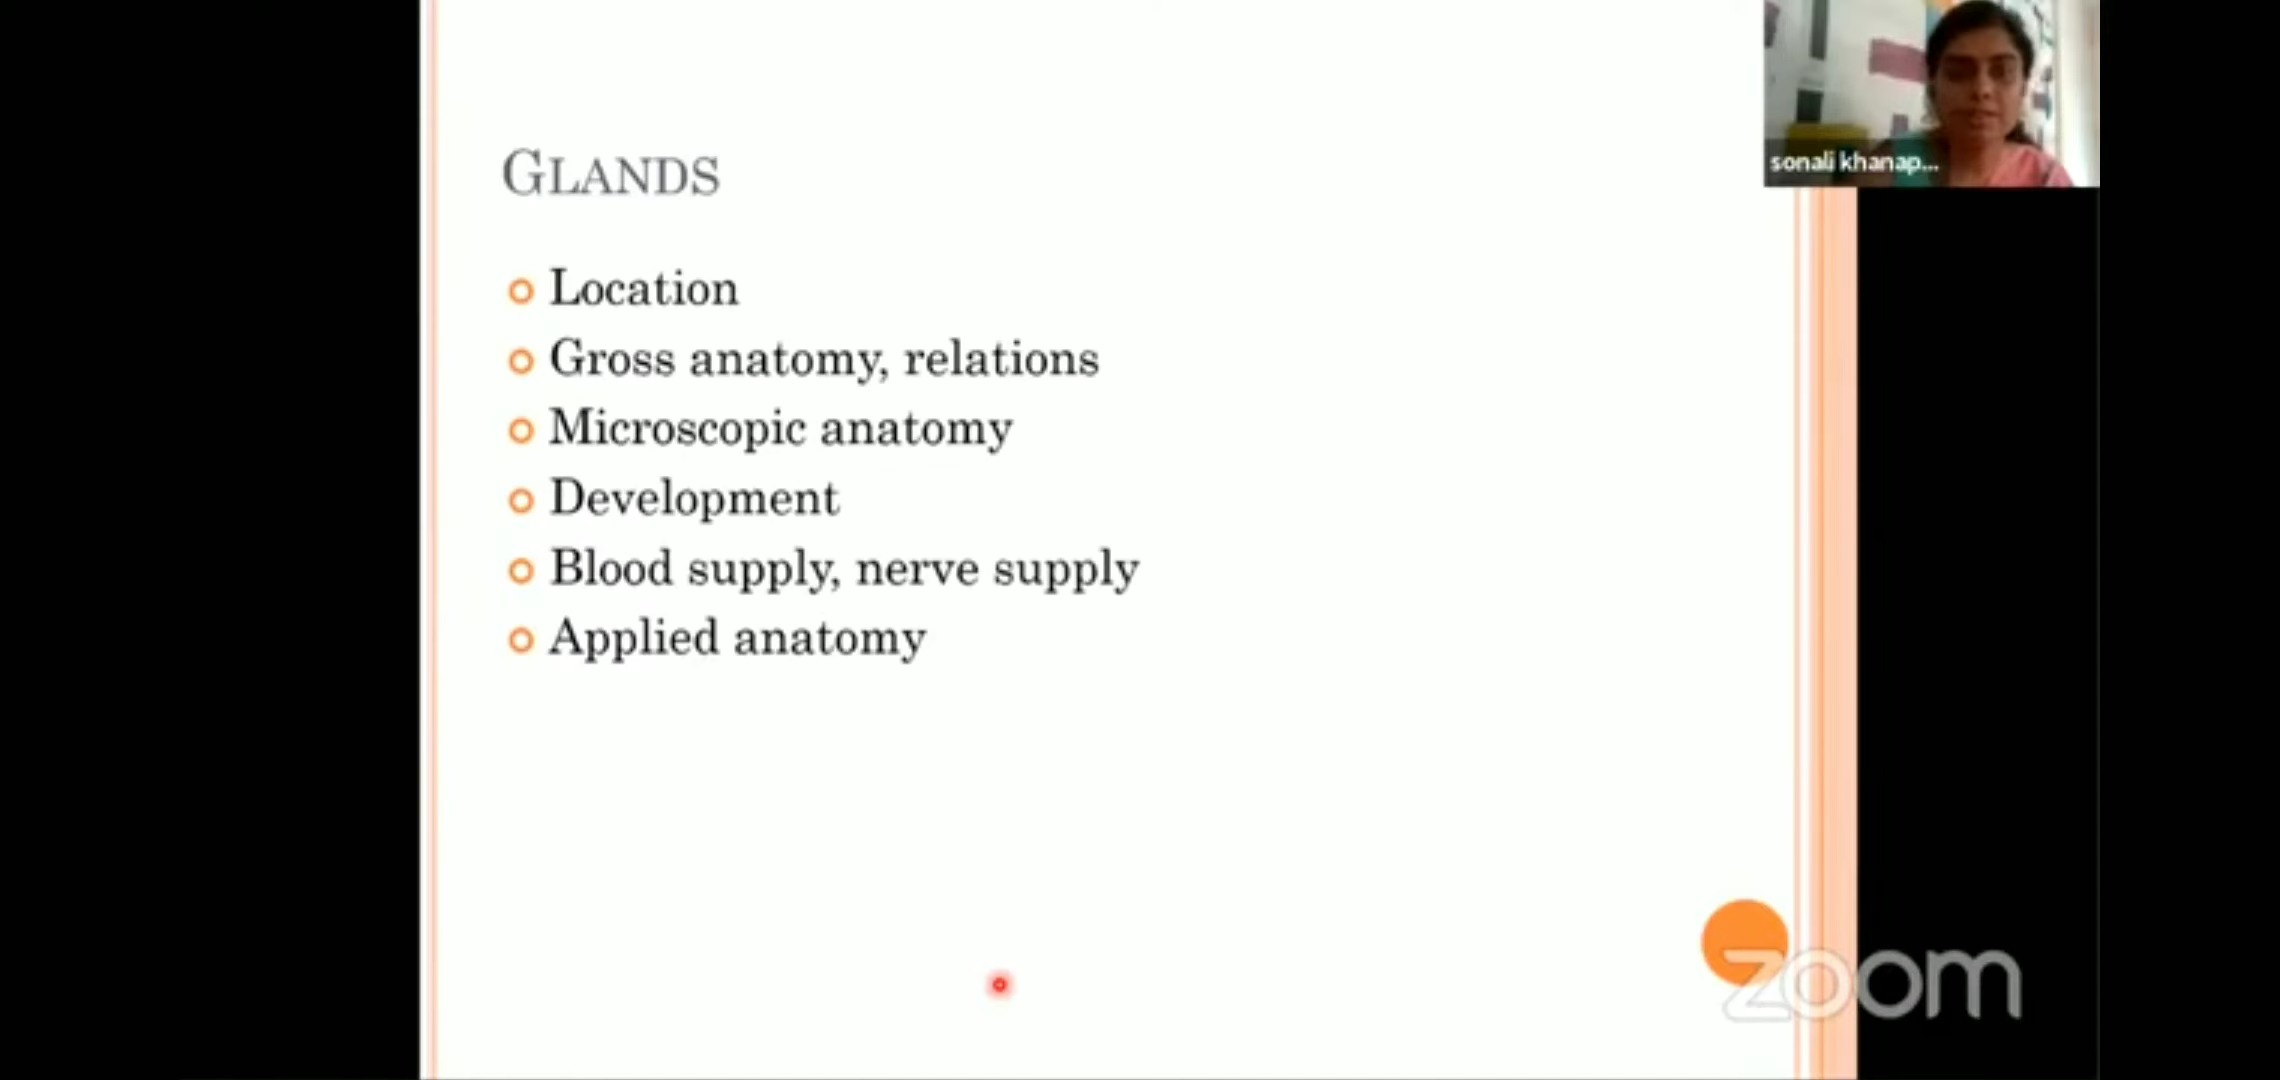 GLANDS
Location
Gross anatomy, relations
Microscopic anatomy
Development
Blood supply, nerve supply
Applied anatomy
sonali khanap...
zoom